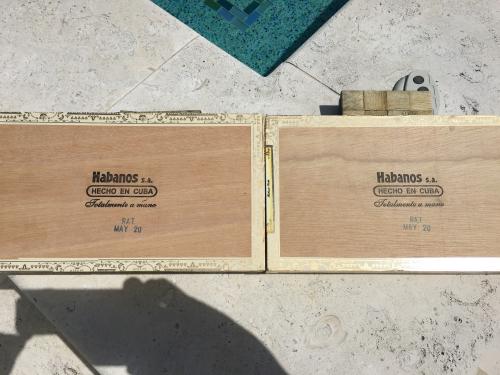 Habanos s.a.
HECHO EN CUBA
Totalmente a mano
RAT
MAY 20
Habanos s.a.
HECHO EN CUBA
Totalmente a mano
RAT
MAY 20